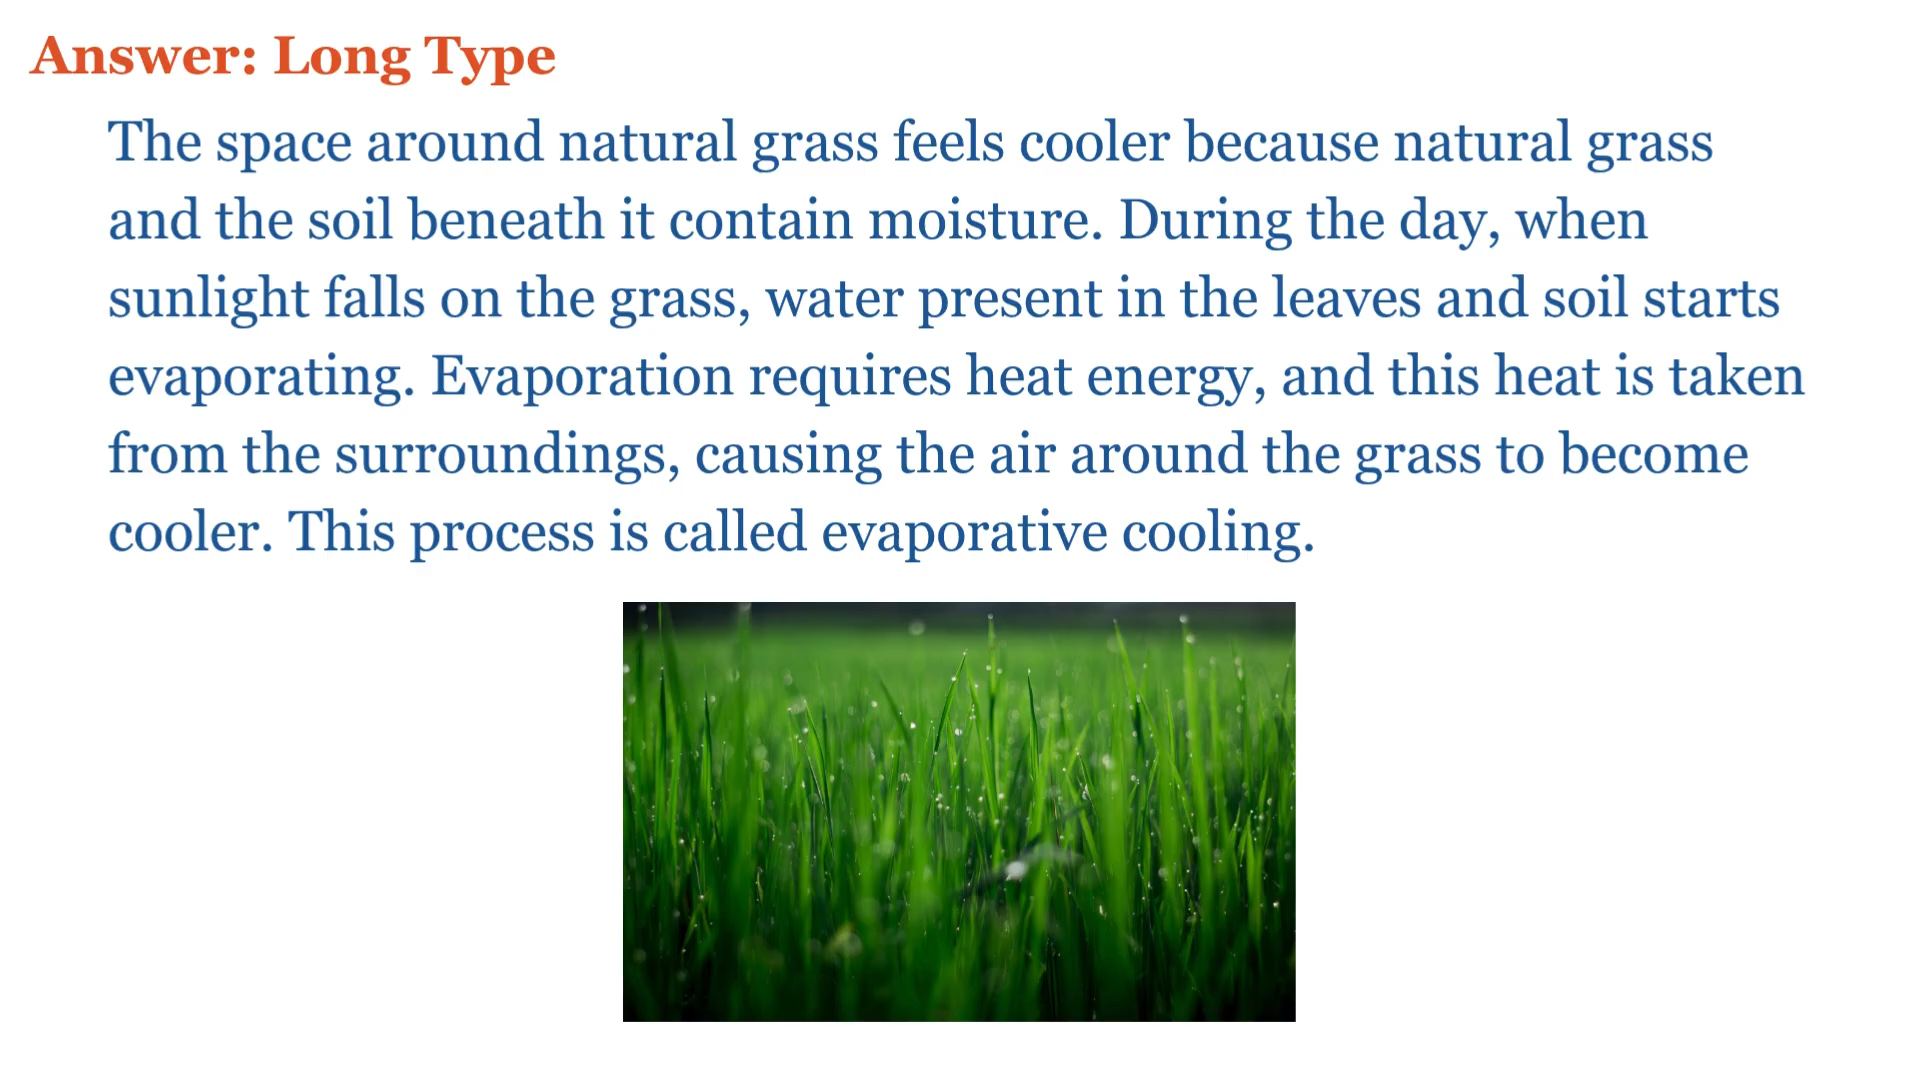 Answer: Long Type
The space around natural grass feels cooler because natural grass
and the soil beneath it contain moisture. During the day, when
sunlight falls on the grass, water present in the leaves and soil starts
evaporating. Evaporation requires heat energy, and this heat is taken
from the surroundings, causing the air around the grass to become
cooler. This process is called evaporative cooling.